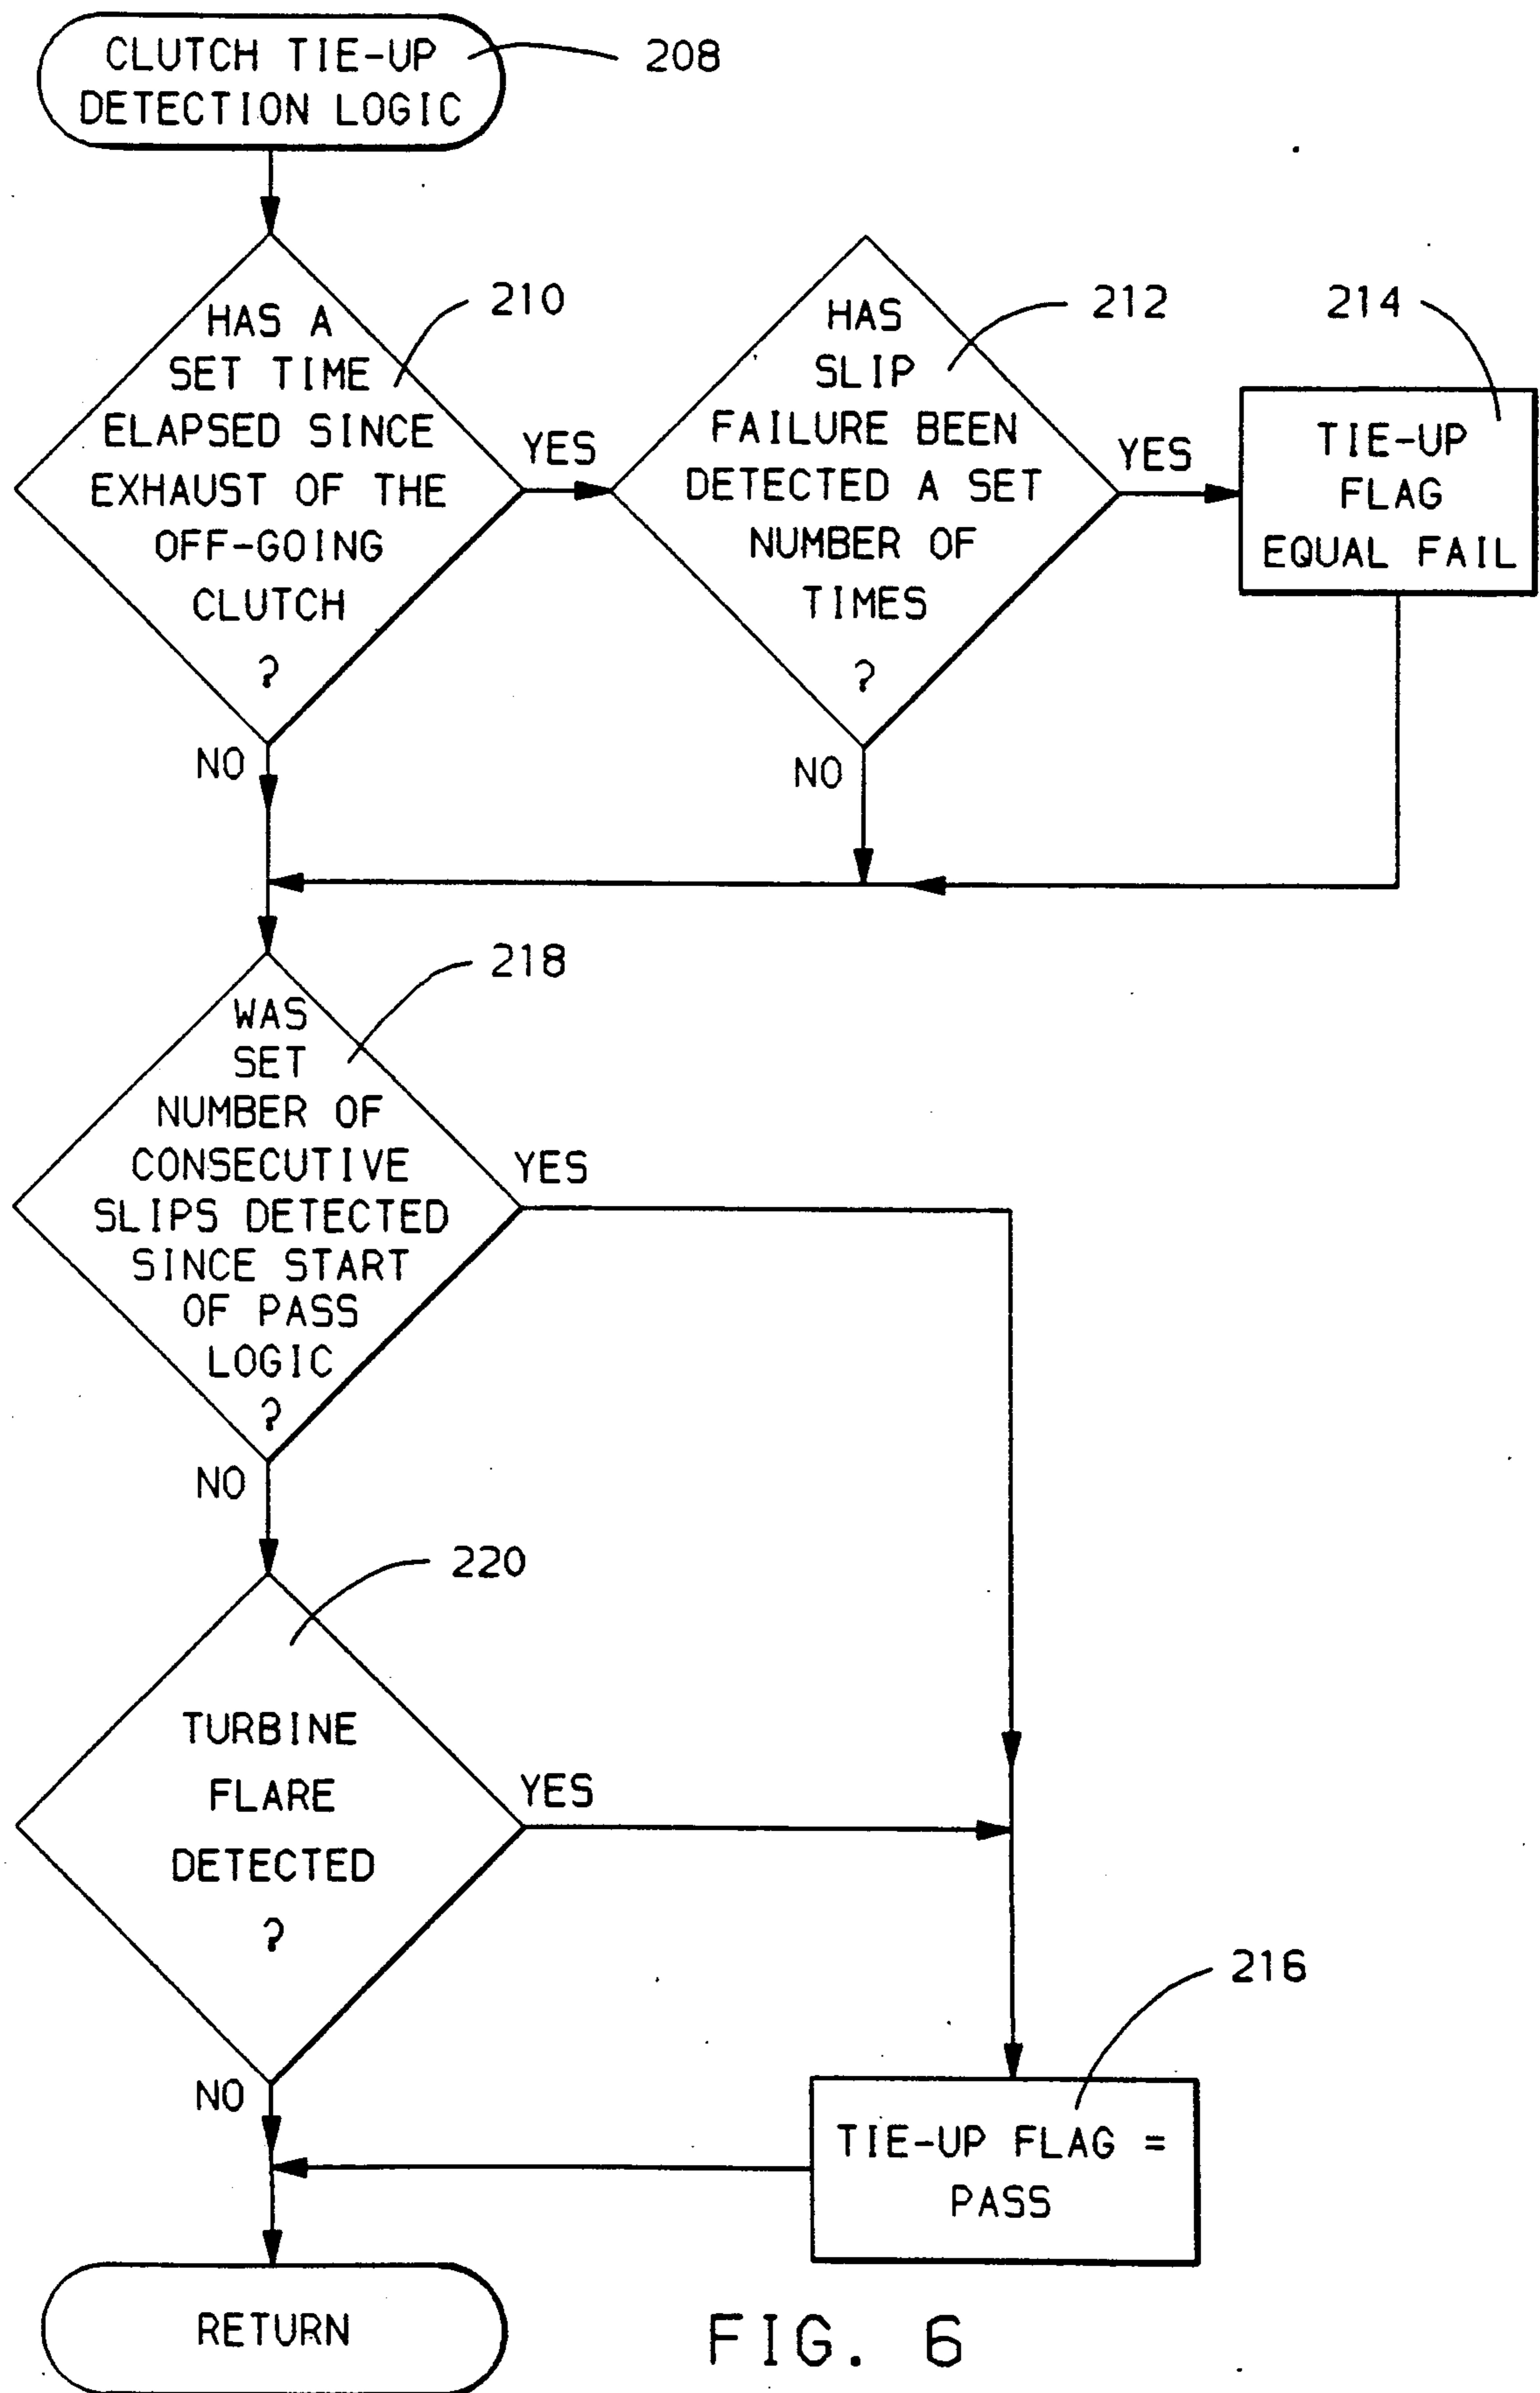 CLUTCH TIE-UP
DETECTION LOGIC
208
HAS A
SET TIME
ELAPSED SINCE
EXHAUST OF THE
OFF-GOING
CLUTCH
?
210
YES
NO
HAS
SLIP
FAILURE BEEN
DETECTED A SET
NUMBER OF
TIMES
?
212
YES
NO
214
TIE-UP
FLAG
EQUAL FAIL
WAS
SET
NUMBER OF
CONSECUTIVE
SLIPS DETECTED
SINCE START
OF PASS
LOGIC
?
218
YES
NO
220
TURBINE
FLARE
DETECTED
?
YES
NO
216
TIE-UP FLAG =
PASS
RETURN
FIG. 6